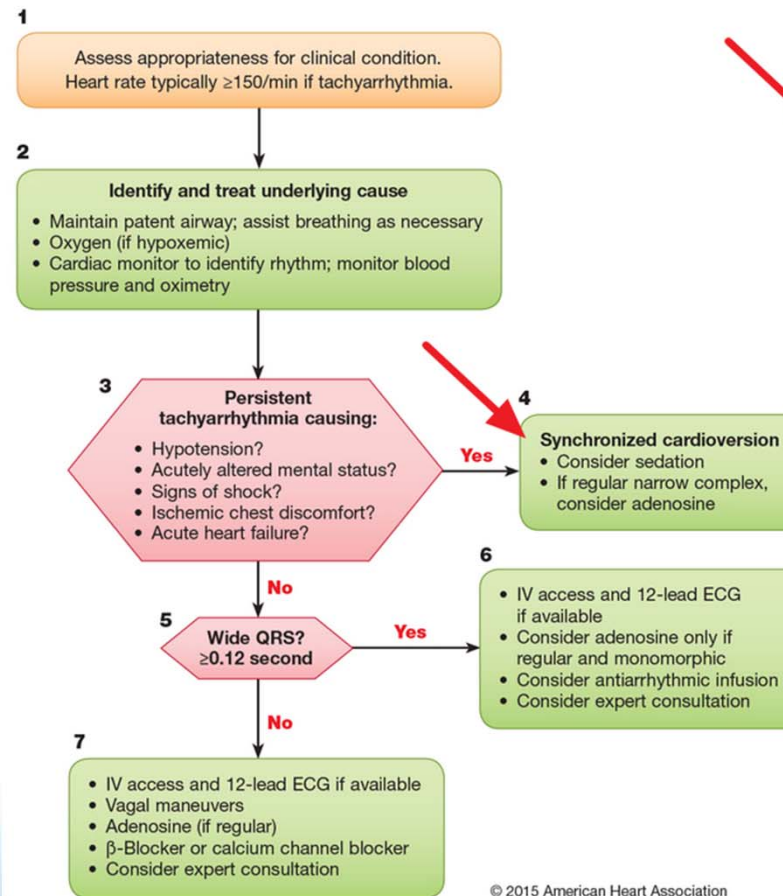 1
Assess appropriateness for clinical condition.
Heart rate typically ≥150/min if tachyarrhythmia.
2
Identify and treat underlying cause
• Maintain patent airway; assist breathing as necessary
• Oxygen (if hypoxemic)
• Cardiac monitor to identify rhythm; monitor blood
pressure and oximetry
3
Persistent
tachyarrhythmia causing:
• Hypotension?
• Acutely altered mental status?
• Signs of shock?
• Ischemic chest discomfort?
• Acute heart failure?
Yes
4
Synchronized cardioversion
• Consider sedation
• If regular narrow complex,
consider adenosine
No
5
Wide QRS?
≥0.12 second
Yes
6
• IV access and 12-lead ECG
if available
• Consider adenosine only if
regular and monomorphic
• Consider antiarrhythmic infusion
• Consider expert consultation
No
7
• IV access and 12-lead ECG if available
• Vagal maneuvers
• Adenosine (if regular)
• β-Blocker or calcium channel blocker
• Consider expert consultation
© 2015 American Heart Association